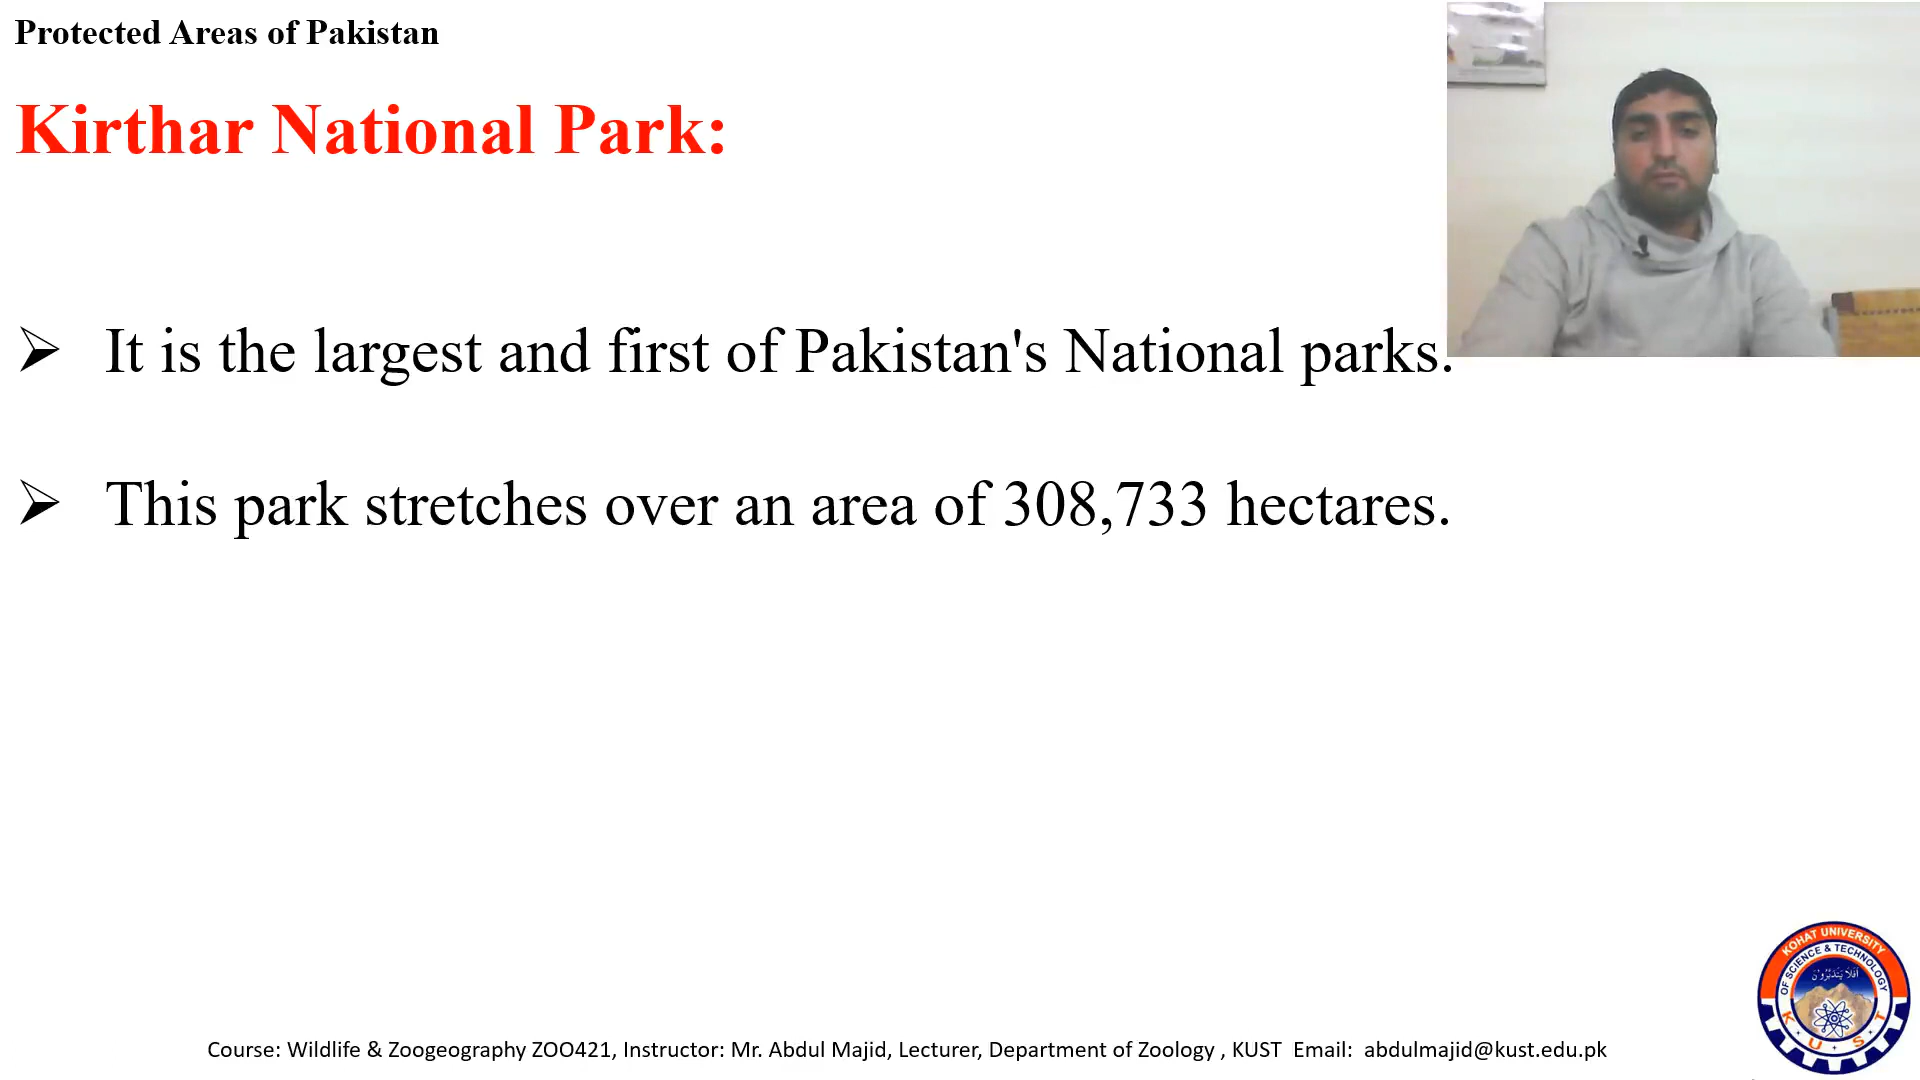 Protected Areas of Pakistan
Kirthar National Park:
➢ It is the largest and first of Pakistan's National parks.
➢ This park stretches over an area of 308,733 hectares.
KOHAT UNIVERSITY
OF SCIENCE & TECHNOLOGY
أفلا يتدبرون
K U S T
Course: Wildlife & Zoogeography ZOO421, Instructor: Mr. Abdul Majid, Lecturer, Department of Zoology , KUST Email: abdulmajid@kust.edu.pk